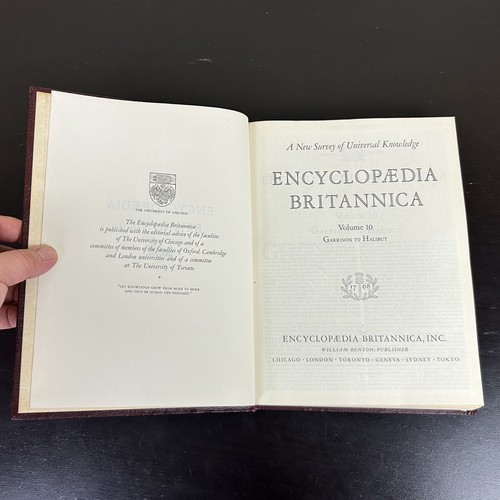 THE UNIVERSITY OF CHICAGO
The Encyclopædia Britannica
is published with the editorial advice of the faculties
of The University of Chicago and of a
committee of members of the faculties of Oxford, Cambridge
and London universities and of a committee
at The University of Toronto
"LET KNOWLEDGE GROW FROM MORE TO MORE
AND THUS BE HUMAN LIFE ENRICHED."
A New Survey of Universal Knowledge
ENCYCLOPÆDIA
BRITANNICA
Volume 10
GARRISON TO HALIBUT
1768
ENCYCLOPÆDIA BRITANNICA, INC.
WILLIAM BENTON, PUBLISHER
CHICAGO · LONDON · TORONTO · GENEVA · SYDNEY · TOKYO